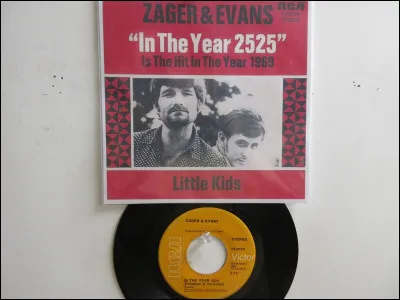 ZAGER & EVANS
RCA
"In The Year 2525"
Is The Hit In The Year 1969
Little Kids
ZAGER & EVANS
RCA
STEREO
Victor
IN THE YEAR 2525